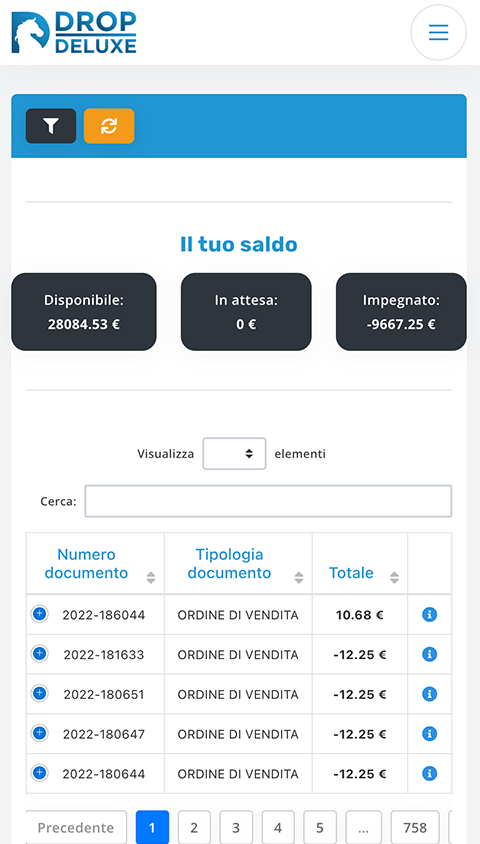 DROP
DELUXE
Il tuo saldo
Disponibile:
28084.53 €
In attesa:
0 €
Impegnato:
-9667.25 €
Visualizza elementi
Cerca:
Numero documento Tipologia documento Totale
2022-186044 ORDINE DI VENDITA 10.68 €
2022-181633 ORDINE DI VENDITA -12.25 €
2022-180651 ORDINE DI VENDITA -12.25 €
2022-180647 ORDINE DI VENDITA -12.25 €
2022-180644 ORDINE DI VENDITA -12.25 €
Precedente 1 2 3 4 5 ... 758